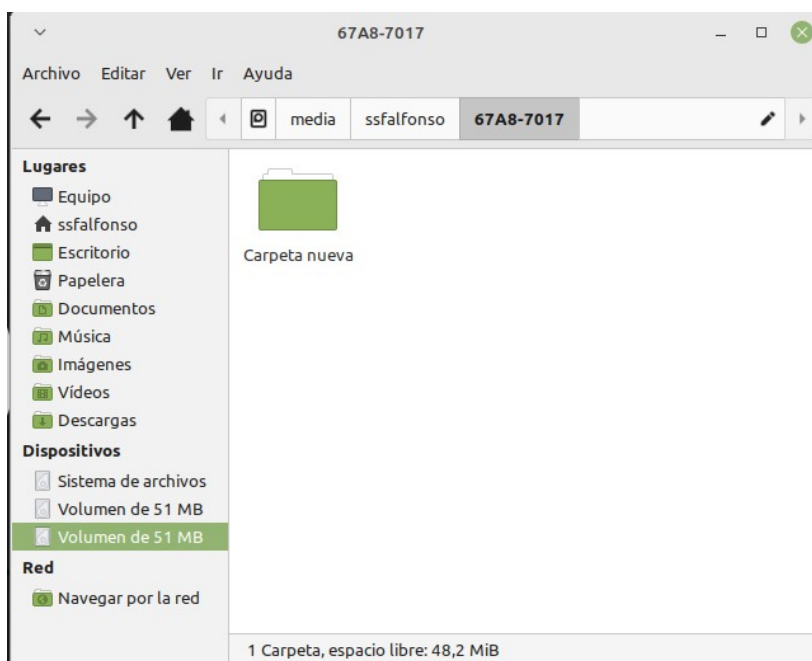 67A8-7017
Archivo Editar Ver Ir Ayuda
media ssfalfonso 67A8-7017
Lugares
Equipo
ssfalfonso
Escritorio
Papelera
Documentos
Música
Imágenes
Vídeos
Descargas
Dispositivos
Sistema de archivos
Volumen de 51 MB
Volumen de 51 MB
Red
Navegar por la red
Carpeta nueva
1 Carpeta, espacio libre: 48,2 MiB